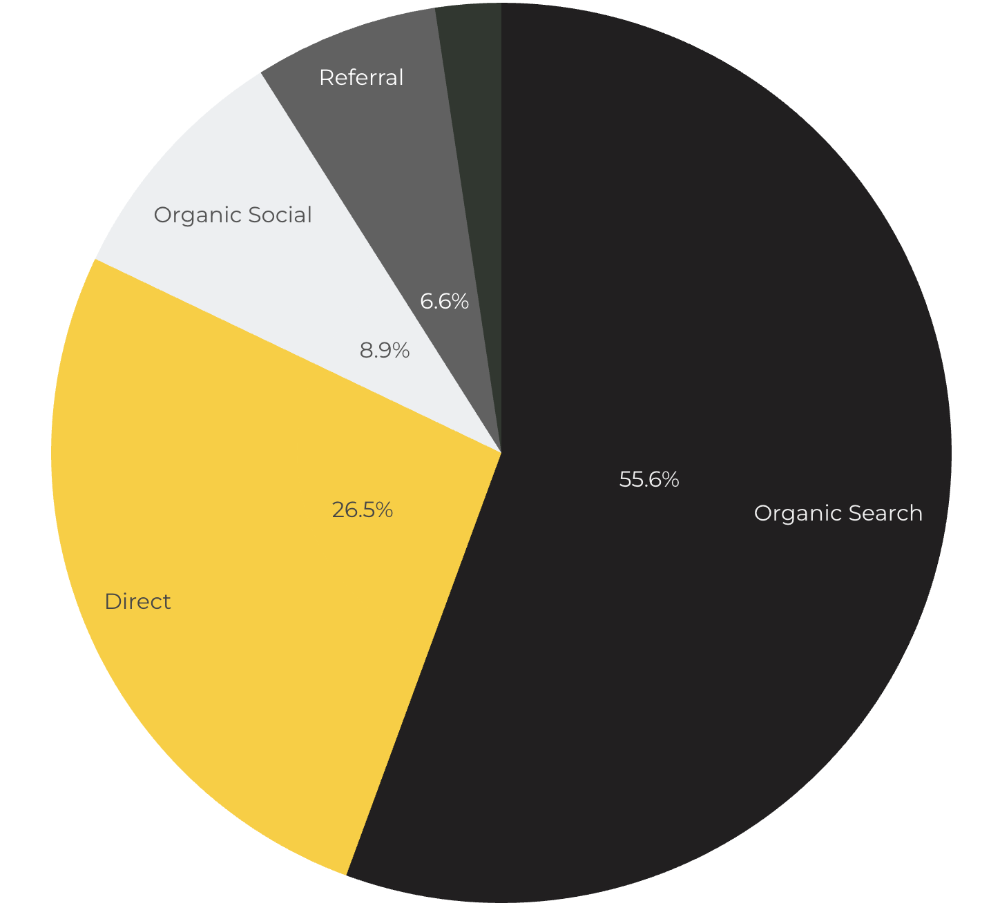 Referral
Organic Social
6.6%
8.9%
55.6%
26.5%
Organic Search
Direct